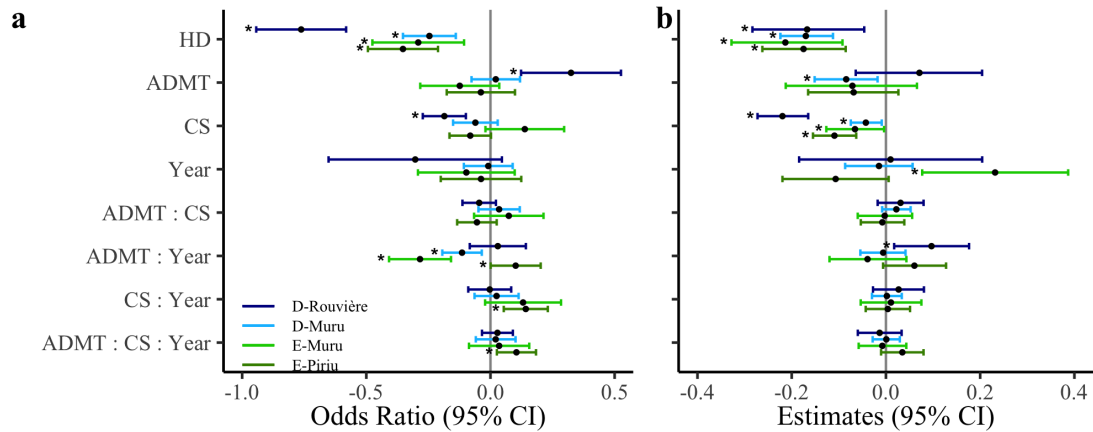 a
b
HD
ADMT
CS
Year
ADMT : CS
ADMT : Year
CS : Year
ADMT : CS : Year
* * * * * * * * * * *
* * * * * * * * *
D-Rouvière
D-Muru
E-Muru
E-Piriu
-1.0 -0.5 0.0 0.5
Odds Ratio (95% CI)
-0.4 -0.2 0.0 0.2 0.4
Estimates (95% CI)